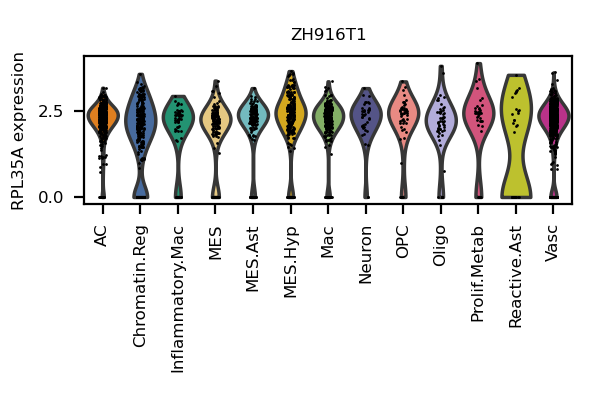 ZH916T1
RPL35A expression
2.5
0.0
AC
Chromatin.Reg
Inflammatory.Mac
MES
MES.Ast
MES.Hyp
Mac
Neuron
OPC
Oligo
Prolif.Metab
Reactive.Ast
Vasc